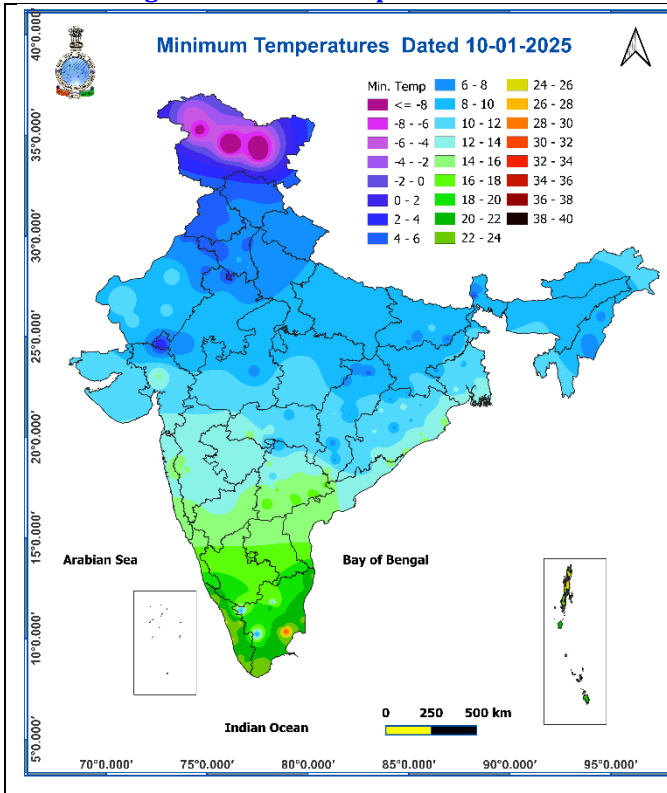 Minimum Temperatures Dated 10-01-2025
Min. Temp
<= -8
-8 - -6
-6 - -4
-4 - -2
-2 - 0
0 - 2
2 - 4
4 - 6
6 - 8
8 - 10
10 - 12
12 - 14
14 - 16
16 - 18
18 - 20
20 - 22
22 - 24
24 - 26
26 - 28
28 - 30
30 - 32
32 - 34
34 - 36
36 - 38
38 - 40
40°0.000'
35°0.000'
30°0.000'
25°0.000'
20°0.000'
15°0.000'
10°0.000'
5°0.000'
Arabian Sea
Bay of Bengal
Indian Ocean
0 250 500 km
70°0.000' 75°0.000' 80°0.000' 85°0.000' 90°0.000' 95°0.000'